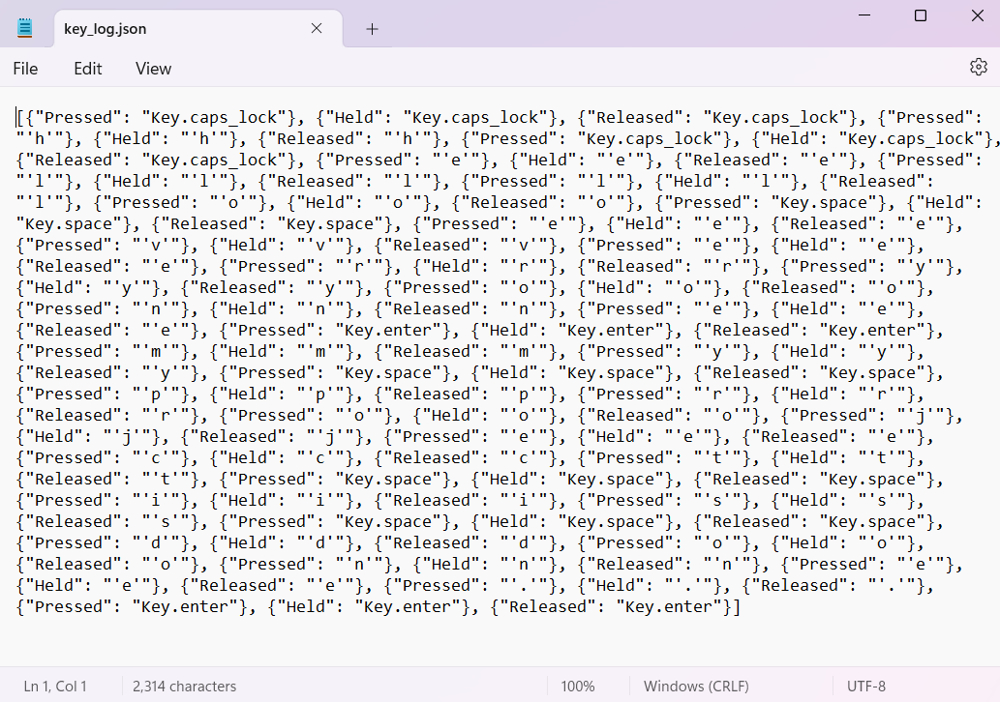 key_log.json
File Edit View
[{"Pressed": "Key.caps_lock"}, {"Held": "Key.caps_lock"}, {"Released": "Key.caps_lock"}, {"Pressed":
"'h'"}, {"Held": "'h'"}, {"Released": "'h'"}, {"Pressed": "Key.caps_lock"}, {"Held": "Key.caps_lock"},
{"Released": "Key.caps_lock"}, {"Pressed": "'e'"}, {"Held": "'e'"}, {"Released": "'e'"}, {"Pressed":
"'l'"}, {"Held": "'l'"}, {"Released": "'l'"}, {"Pressed": "'l'"}, {"Held": "'l'"}, {"Released":
"'l'"}, {"Pressed": "'o'"}, {"Held": "'o'"}, {"Released": "'o'"}, {"Pressed": "Key.space"}, {"Held":
"Key.space"}, {"Released": "Key.space"}, {"Pressed": "'e'"}, {"Held": "'e'"}, {"Released": "'e'"},
{"Pressed": "'v'"}, {"Held": "'v'"}, {"Released": "'v'"}, {"Pressed": "'e'"}, {"Held": "'e'"},
{"Released": "'e'"}, {"Pressed": "'r'"}, {"Held": "'r'"}, {"Released": "'r'"}, {"Pressed": "'y'"},
{"Held": "'y'"}, {"Released": "'y'"}, {"Pressed": "'o'"}, {"Held": "'o'"}, {"Released": "'o'"},
{"Pressed": "'n'"}, {"Held": "'n'"}, {"Released": "'n'"}, {"Pressed": "'e'"}, {"Held": "'e'"},
{"Released": "'e'"}, {"Pressed": "Key.enter"}, {"Held": "Key.enter"}, {"Released": "Key.enter"},
{"Pressed": "'m'"}, {"Held": "'m'"}, {"Released": "'m'"}, {"Pressed": "'y'"}, {"Held": "'y'"},
{"Released": "'y'"}, {"Pressed": "Key.space"}, {"Held": "Key.space"}, {"Released": "Key.space"},
{"Pressed": "'p'"}, {"Held": "'p'"}, {"Released": "'p'"}, {"Pressed": "'r'"}, {"Held": "'r'"},
{"Released": "'r'"}, {"Pressed": "'o'"}, {"Held": "'o'"}, {"Released": "'o'"}, {"Pressed": "'j'"},
{"Held": "'j'"}, {"Released": "'j'"}, {"Pressed": "'e'"}, {"Held": "'e'"}, {"Released": "'e'"},
{"Pressed": "'c'"}, {"Held": "'c'"}, {"Released": "'c'"}, {"Pressed": "'t'"}, {"Held": "'t'"},
{"Released": "'t'"}, {"Pressed": "Key.space"}, {"Held": "Key.space"}, {"Released": "Key.space"},
{"Pressed": "'i'"}, {"Held": "'i'"}, {"Released": "'i'"}, {"Pressed": "'s'"}, {"Held": "'s'"},
{"Released": "'s'"}, {"Pressed": "Key.space"}, {"Held": "Key.space"}, {"Released": "Key.space"},
{"Pressed": "'d'"}, {"Held": "'d'"}, {"Released": "'d'"}, {"Pressed": "'o'"}, {"Held": "'o'"},
{"Released": "'o'"}, {"Pressed": "'n'"}, {"Held": "'n'"}, {"Released": "'n'"}, {"Pressed": "'e'"},
{"Held": "'e'"}, {"Released": "'e'"}, {"Pressed": "'.'"}, {"Held": "'.'"}, {"Released": "'.'"},
{"Pressed": "Key.enter"}, {"Held": "Key.enter"}, {"Released": "Key.enter"}]
Ln 1, Col 1 2,314 characters 100% Windows (CRLF) UTF-8